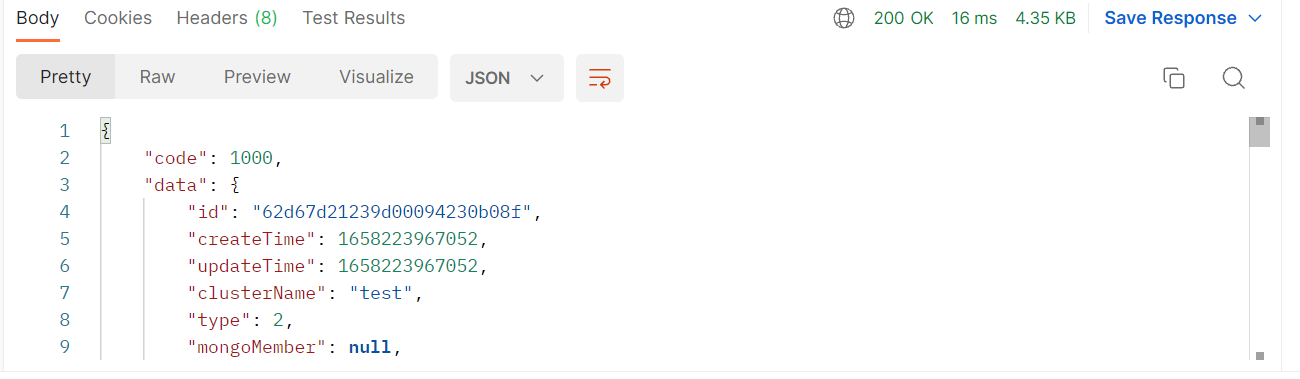 Body Cookies Headers (8) Test Results 200 OK 16 ms 4.35 KB Save Response
Pretty Raw Preview Visualize JSON
1 {
2 "code": 1000,
3 "data": {
4 "id": "62d67d21239d00094230b08f",
5 "createTime": 1658223967052,
6 "updateTime": 1658223967052,
7 "clusterName": "test",
8 "type": 2,
9 "mongoMember": null,